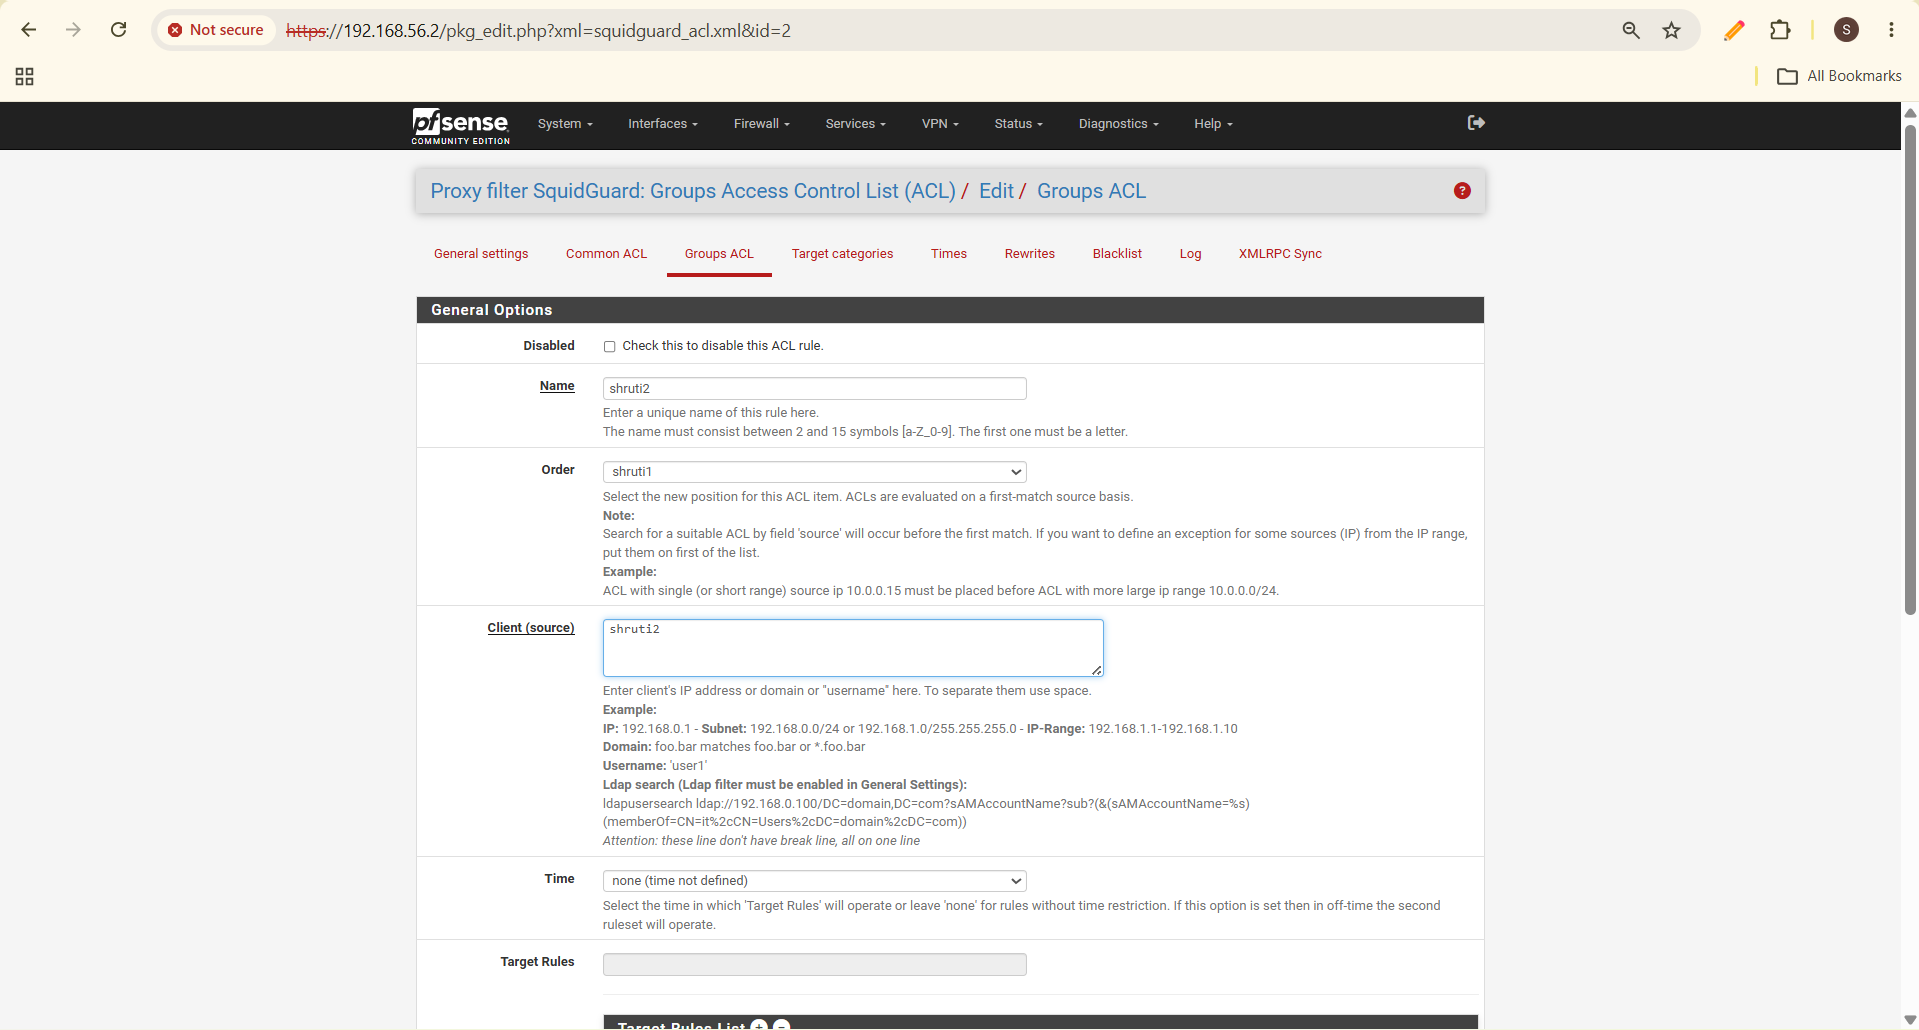 Not secure https://192.168.56.2/pkg_edit.php?xml=squidguard_acl.xml&id=2
S
All Bookmarks
pfsense System Interfaces Firewall Services VPN Status Diagnostics Help
COMMUNITY EDITION
Proxy filter SquidGuard: Groups Access Control List (ACL) / Edit / Groups ACL
General settings Common ACL Groups ACL Target categories Times Rewrites Blacklist Log XMLRPC Sync
General Options
Disabled Check this to disable this ACL rule.
Name shruti2
Enter a unique name of this rule here.
The name must consist between 2 and 15 symbols [a-Z_0-9]. The first one must be a letter.
Order shruti1
Select the new position for this ACL item. ACLs are evaluated on a first-match source basis.
Note:
Search for a suitable ACL by field 'source' will occur before the first match. If you want to define an exception for some sources (IP) from the IP range,
put them on first of the list.
Example:
ACL with single (or short range) source ip 10.0.0.15 must be placed before ACL with more large ip range 10.0.0.0/24.
Client (source) shruti2
Enter client's IP address or domain or "username" here. To separate them use space.
Example:
IP: 192.168.0.1 - Subnet: 192.168.0.0/24 or 192.168.1.0/255.255.255.0 - IP-Range: 192.168.1.1-192.168.1.10
Domain: foo.bar matches foo.bar or *.foo.bar
Username: 'user1'
Ldap search (Ldap filter must be enabled in General Settings):
ldapusersearch ldap://192.168.0.100/DC=domain,DC=com?sAMAccountName?sub?(&(sAMAccountName=%s)
(memberOf=CN=it%2cCN=Users%2cDC=domain%2cDC=com))
Attention: these line don't have break line, all on one line
Time none (time not defined)
Select the time in which 'Target Rules' will operate or leave 'none' for rules without time restriction. If this option is set then in off-time the second
ruleset will operate.
Target Rules
Target Rules List